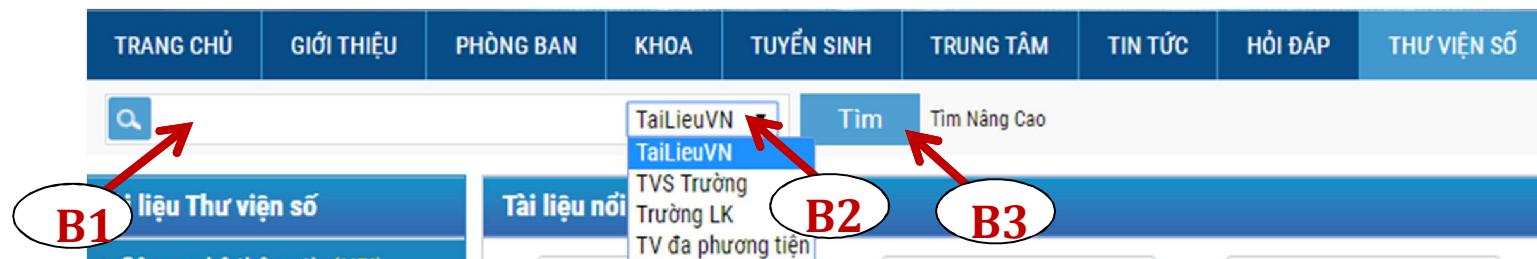 TRANG CHỦ GIỚI THIỆU PHÒNG BAN KHOA TUYỂN SINH TRUNG TÂM TIN TỨC HỎI ĐÁP THƯ VIỆN SỐ
TaiLieuVN Tìm Tìm Nâng Cao
TaiLieuVN
TVS Trường
Trường LK
TV đa phương tiện
liệu Thư viện số
Tài liệu nổi
B1
B2
B3